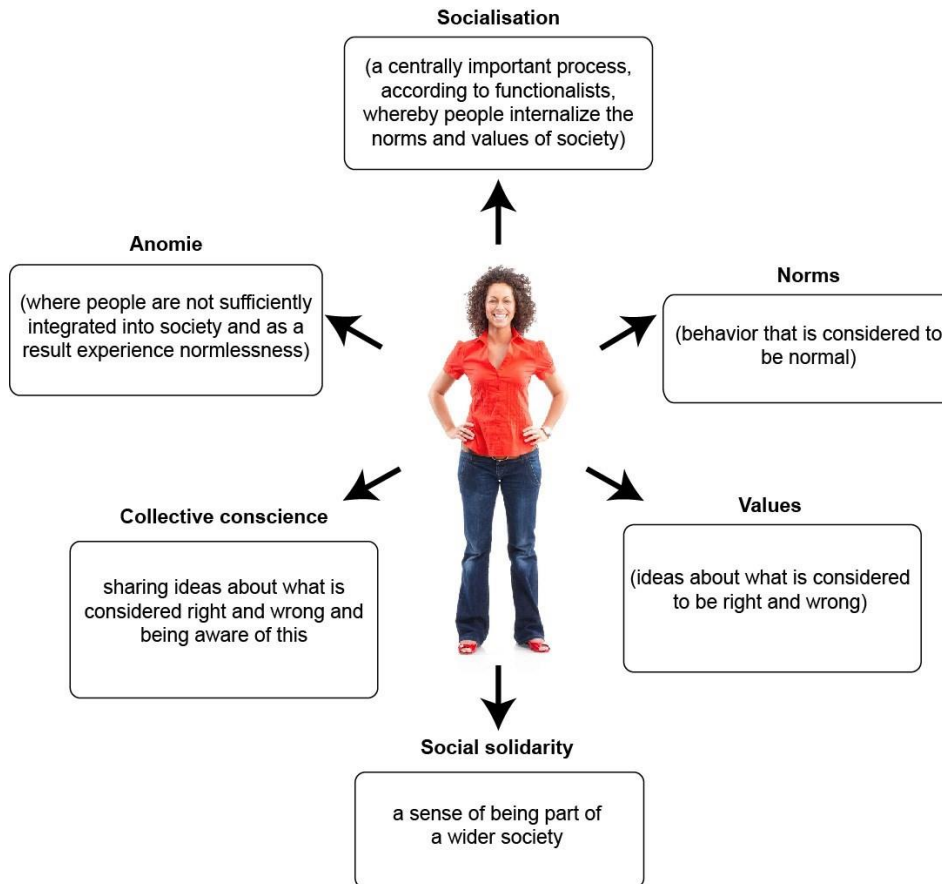 Socialisation
(a centrally important process,
according to functionalists,
whereby people internalize the
norms and values of society)
Anomie
(where people are not sufficiently
integrated into society and as a
result experience normlessness)
Norms
(behavior that is considered to
be normal)
Collective conscience
sharing ideas about what is
considered right and wrong and
being aware of this
Values
(ideas about what is considered
to be right and wrong)
Social solidarity
a sense of being part of
a wider society